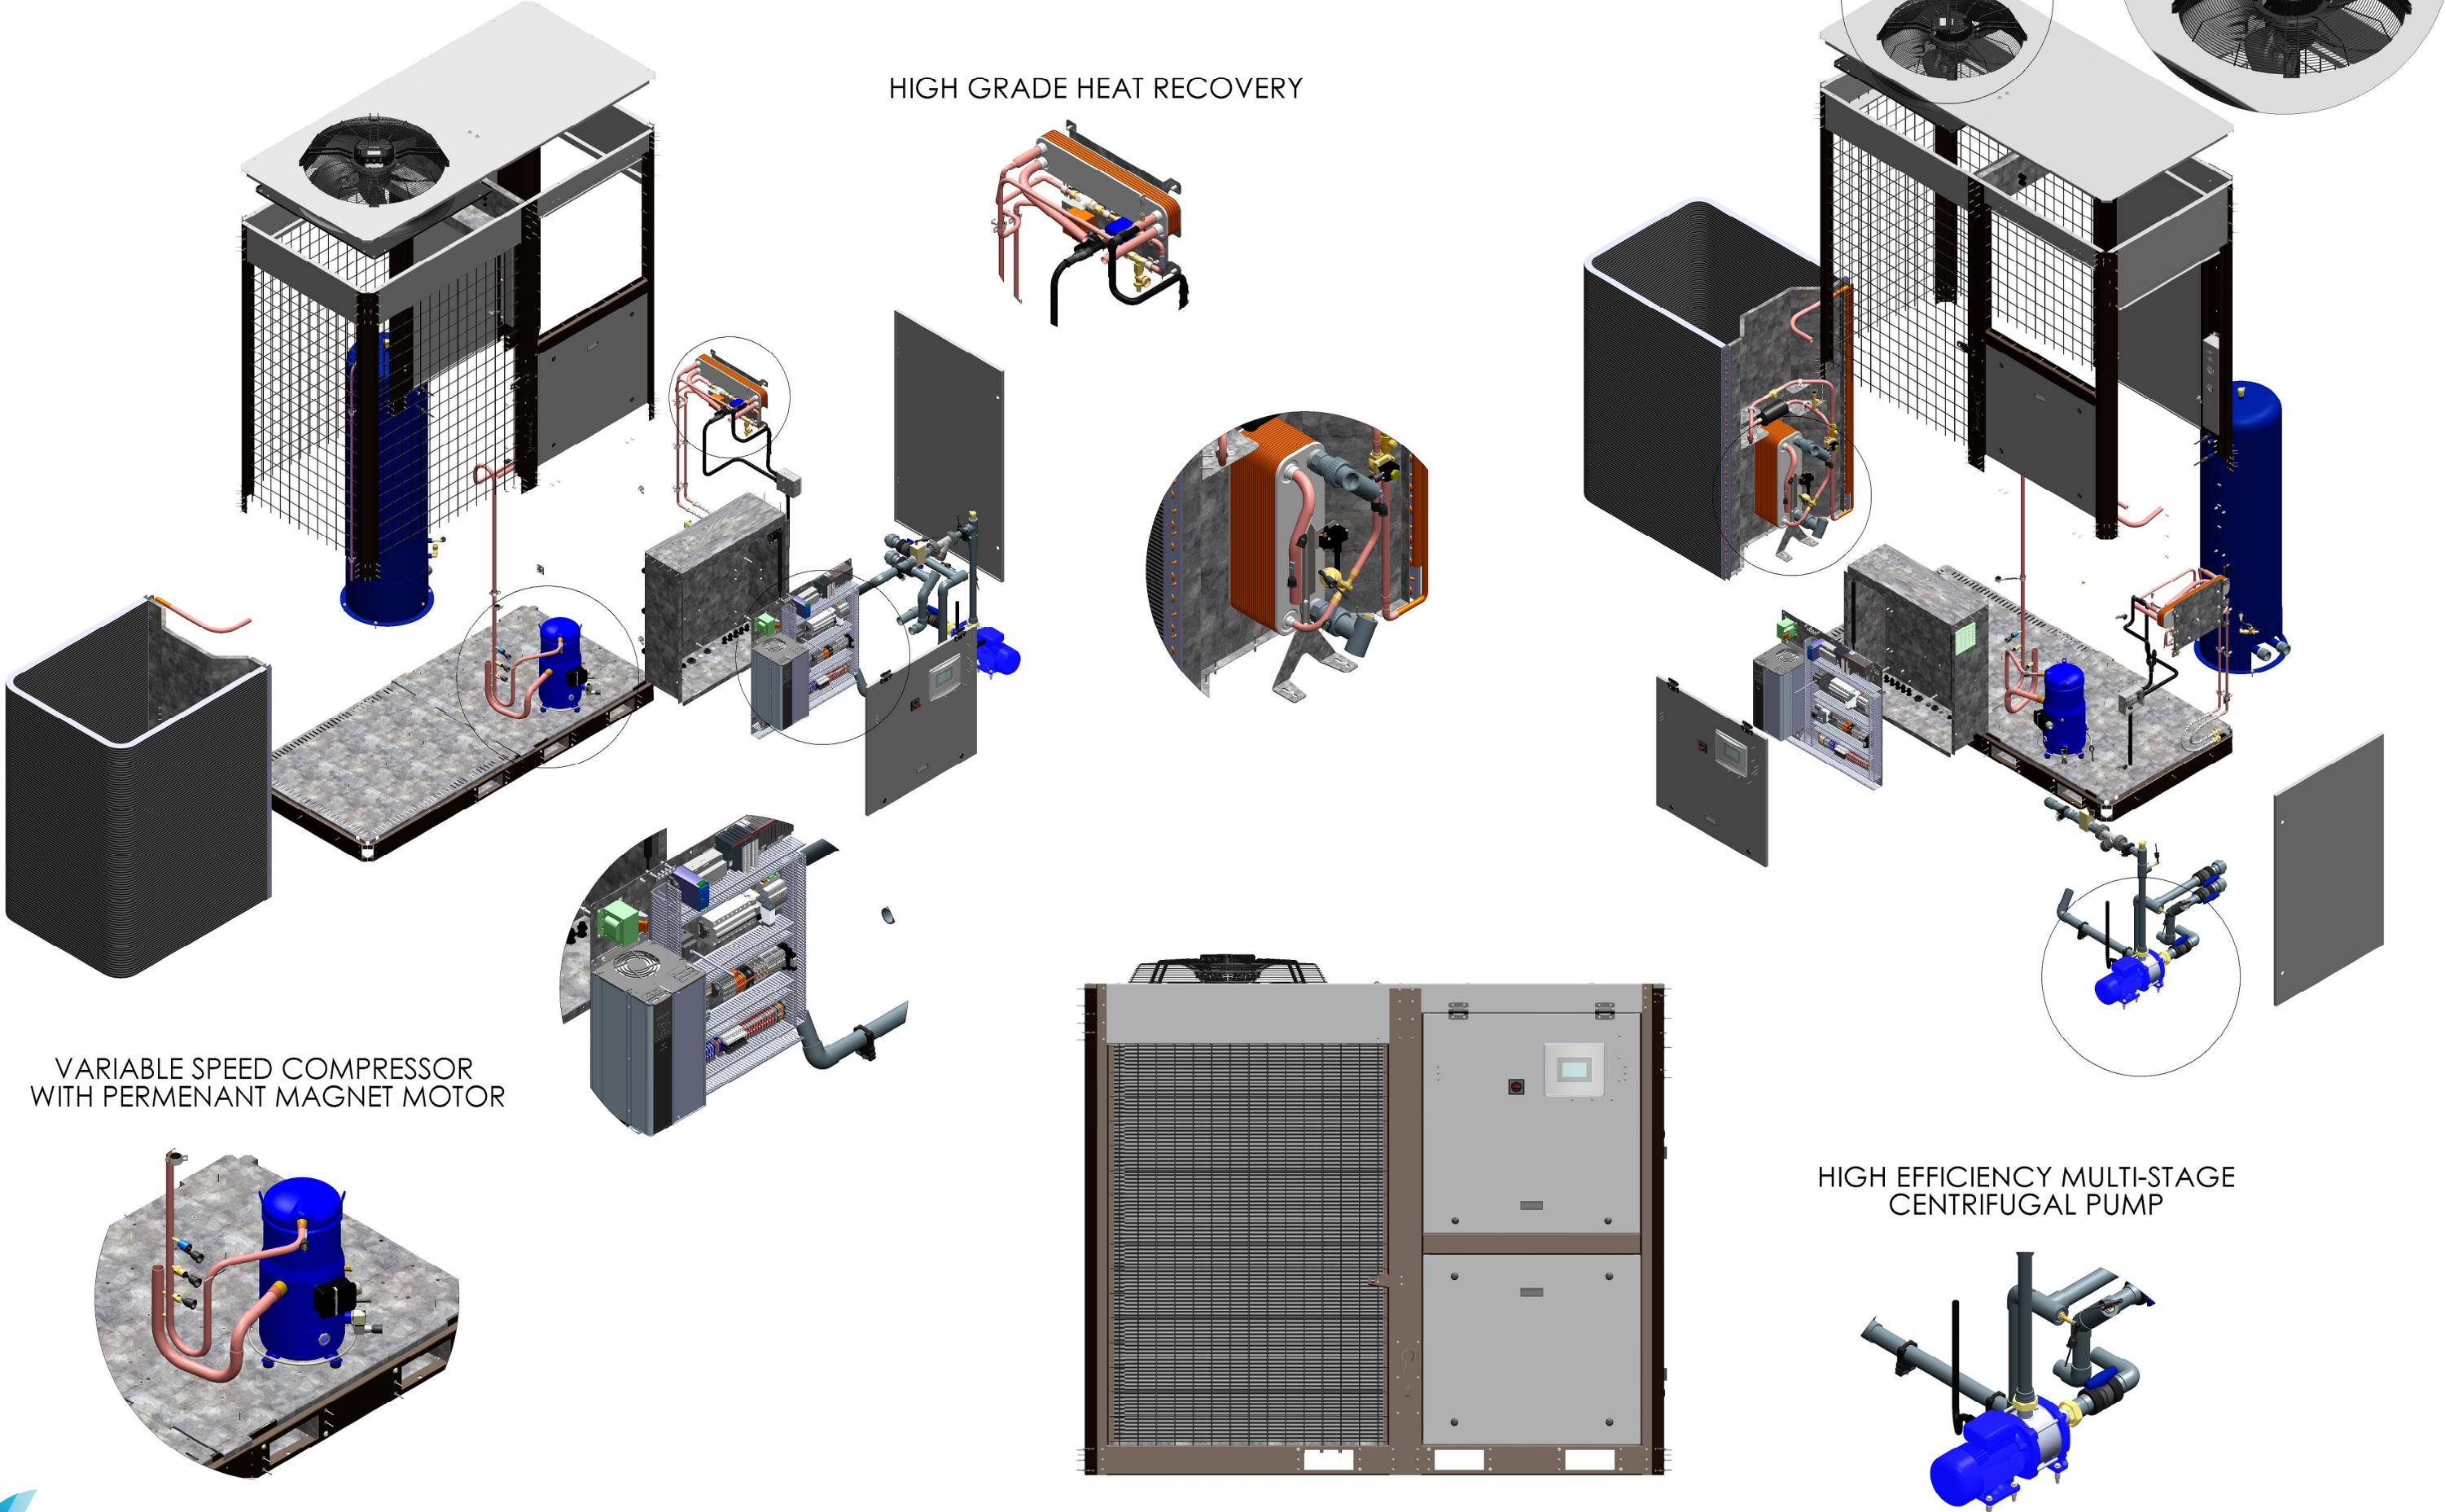 HIGH GRADE HEAT RECOVERY
VARIABLE SPEED COMPRESSOR
WITH PERMENANT MAGNET MOTOR
HIGH EFFICIENCY MULTI-STAGE
CENTRIFUGAL PUMP